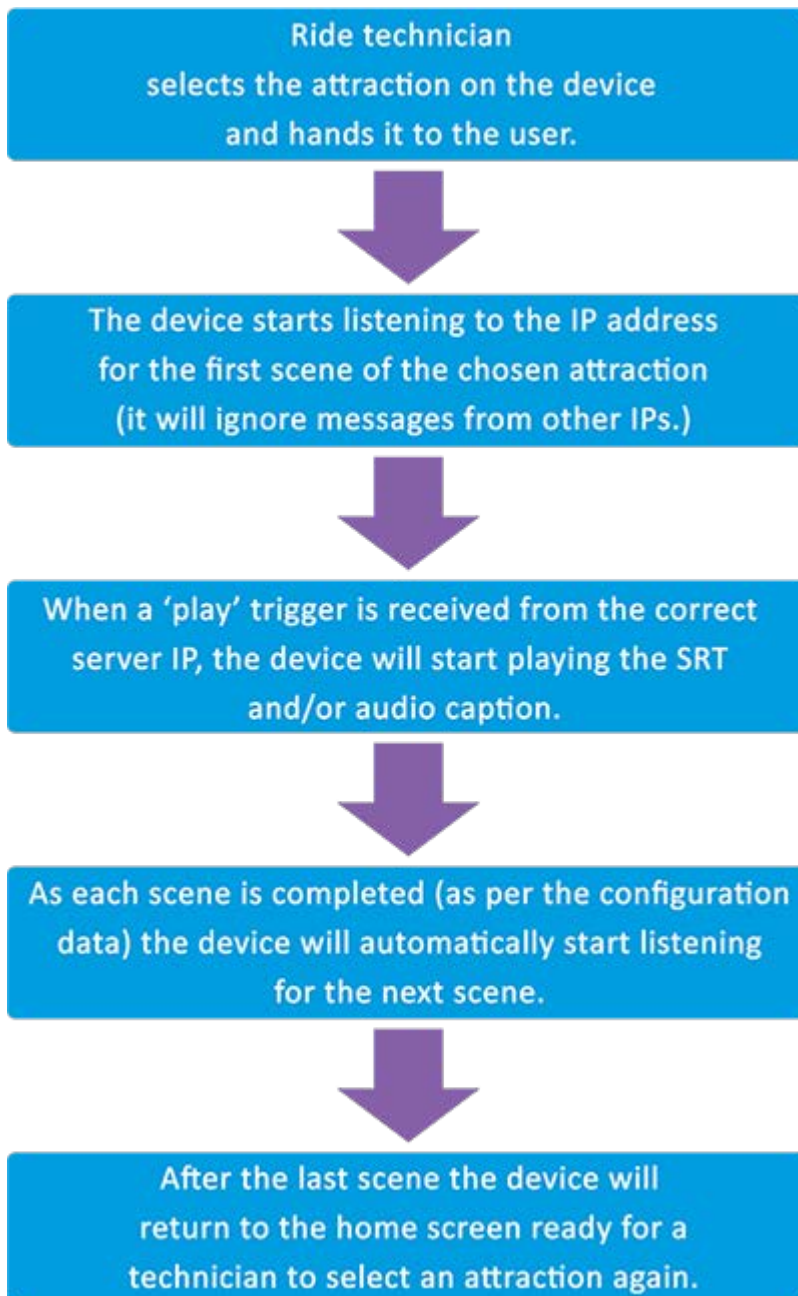 Ride technician
selects the attraction on the device
and hands it to the user.
The device starts listening to the IP address
for the first scene of the chosen attraction
(it will ignore messages from other IPs.)
When a ‘play’ trigger is received from the correct
server IP, the device will start playing the SRT
and/or audio caption.
As each scene is completed (as per the configuration
data) the device will automatically start listening
for the next scene.
After the last scene the device will
return to the home screen ready for a
technician to select an attraction again.